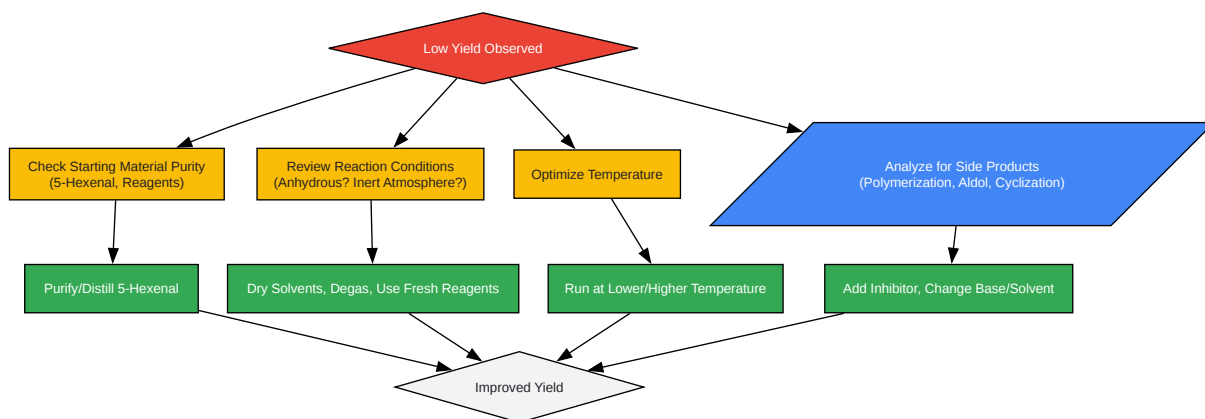 Low Yield Observed
Check Starting Material Purity
(5-Hexenal, Reagents)
Review Reaction Conditions
(Anhydrous? Inert Atmosphere?)
Optimize Temperature
Analyze for Side Products
(Polymerization, Aldol, Cyclization)
Purify/Distill 5-Hexenal
Dry Solvents, Degas, Use Fresh Reagents
Run at Lower/Higher Temperature
Add Inhibitor, Change Base/Solvent
Improved Yield